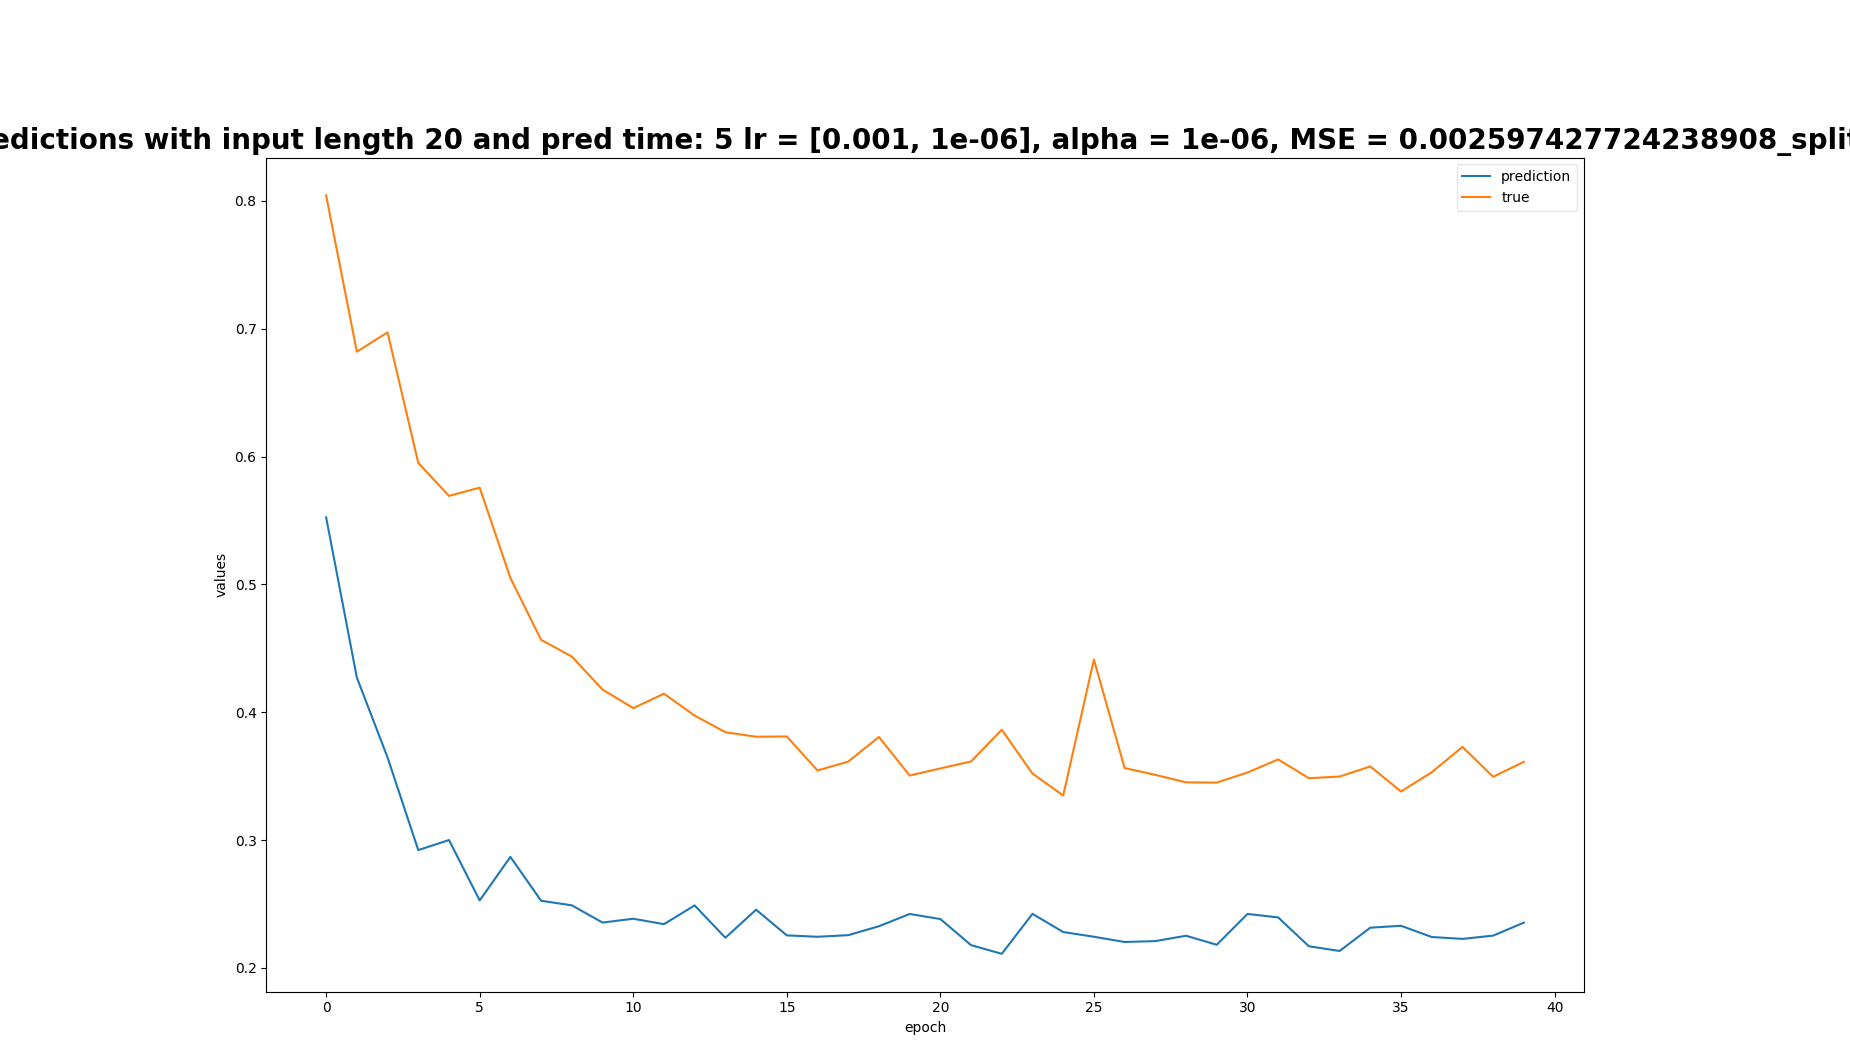 edictions with input length 20 and pred time: 5 lr = [0.001, 1e-06], alpha = 1e-06, MSE = 0.002597427724238908_split
prediction
true
0.8
0.7
0.6
0.5
0.4
0.3
0.2
values
0 5 10 15 20 25 30 35 40
epoch